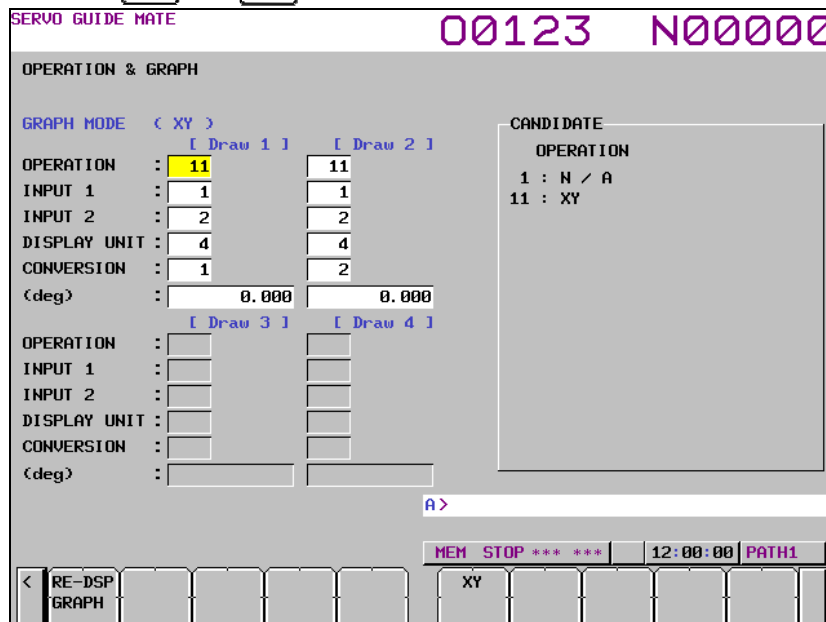 SERVO GUIDE MATE
O0123 N00000
OPERATION & GRAPH
GRAPH MODE ( XY )
[ Draw 1 ] [ Draw 2 ]
OPERATION : 11 11
INPUT 1 : 1 1
INPUT 2 : 2 2
DISPLAY UNIT : 4 4
CONVERSION : 1 2
(deg) : 0.000 0.000
[ Draw 3 ] [ Draw 4 ]
OPERATION :
INPUT 1 :
INPUT 2 :
DISPLAY UNIT :
CONVERSION :
(deg) :
CANDIDATE
OPERATION
1 : N / A
11 : XY
A>
MEM STOP *** *** 12:00:00 PATH1
< RE-DSP GRAPH XY